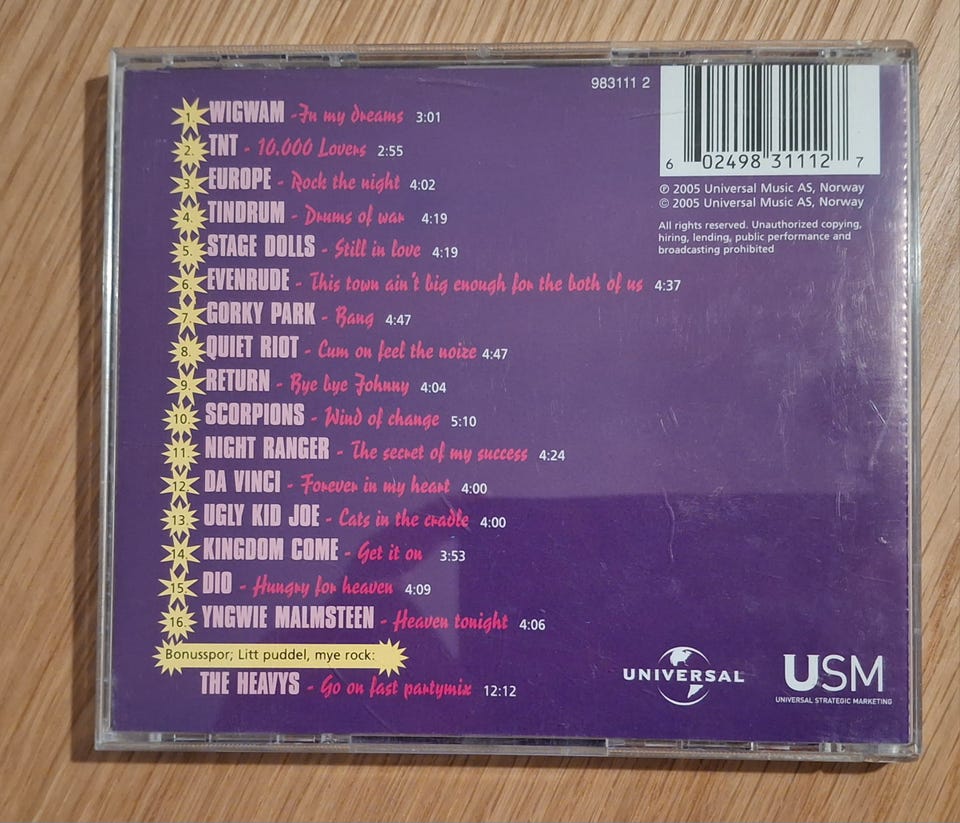 983111 2
6 02498 31112 7
℗ 2005 Universal Music AS, Norway
© 2005 Universal Music AS, Norway
All rights reserved. Unauthorized copying,
hiring, lending, public performance and
broadcasting prohibited
1. WIGWAM - In my dreams 3:01
2. TNT - 10.000 Lovers 2:55
3. EUROPE - Rock the night 4:02
4. TINDRUM - Drums of war 4:19
5. STAGE DOLLS - Still in love 4:19
6. EVENRUDE - This town ain't big enough for the both of us 4:37
7. GORKY PARK - Bang 4:47
8. QUIET RIOT - Cum on feel the noize 4:47
9. RETURN - Bye bye Johnny 4:04
10. SCORPIONS - Wind of change 5:10
11. NIGHT RANGER - The secret of my success 4:24
12. DA VINCI - Forever in my heart 4:00
13. UGLY KID JOE - Cats in the cradle 4:00
14. KINGDOM COME - Get it on 3:53
15. DIO - Hungry for heaven 4:09
16. YNGWIE MALMSTEEN - Heaven tonight 4:06
Bonusspor; Litt puddel, mye rock:
THE HEAVYS - Go on fast partymix 12:12
UNIVERSAL
USM
UNIVERSAL STRATEGIC MARKETING